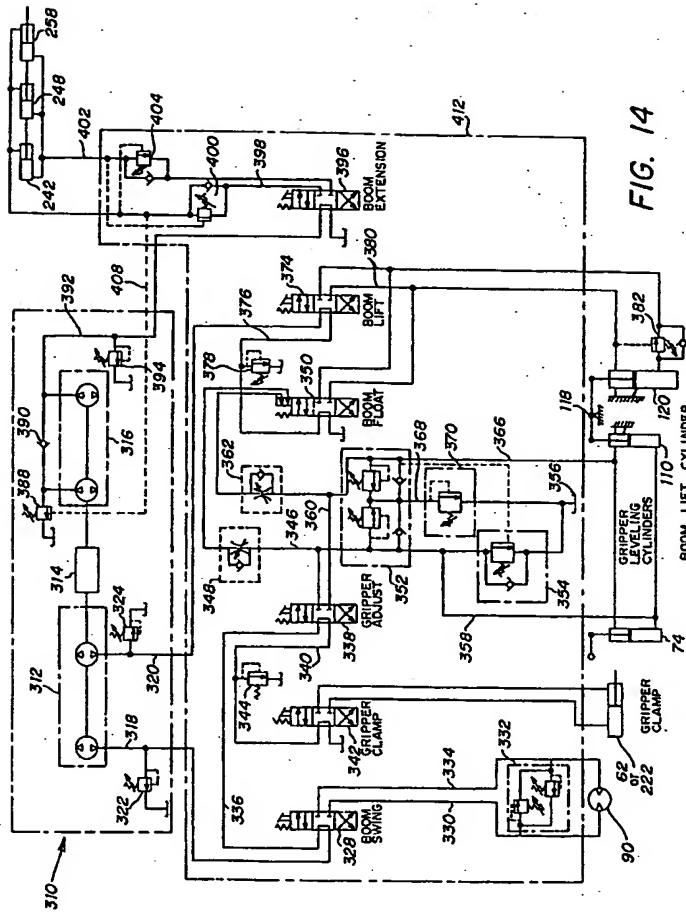 258
248
242
402
404
412
400
398
396
BOOM
EXTENSION
408
392
394
390
388
316
314
324
312
320
318
322
310
380
374
376
BOOM
LIFT
378
350
BOOM
FLOAT
382
118
120
362
360
368
370
366
356
110
346
348
352
354
358
GRIPPER
LEVELING
CYLINDERS
BOOM LIFT CYLINDER
338
GRIPPER
ADJUST
340
344
342
GRIPPER
CLAMP
74
GRIPPER
CLAMP
62
or
222
336
334
332
330
328
BOOM
SWING
90
FIG. 14